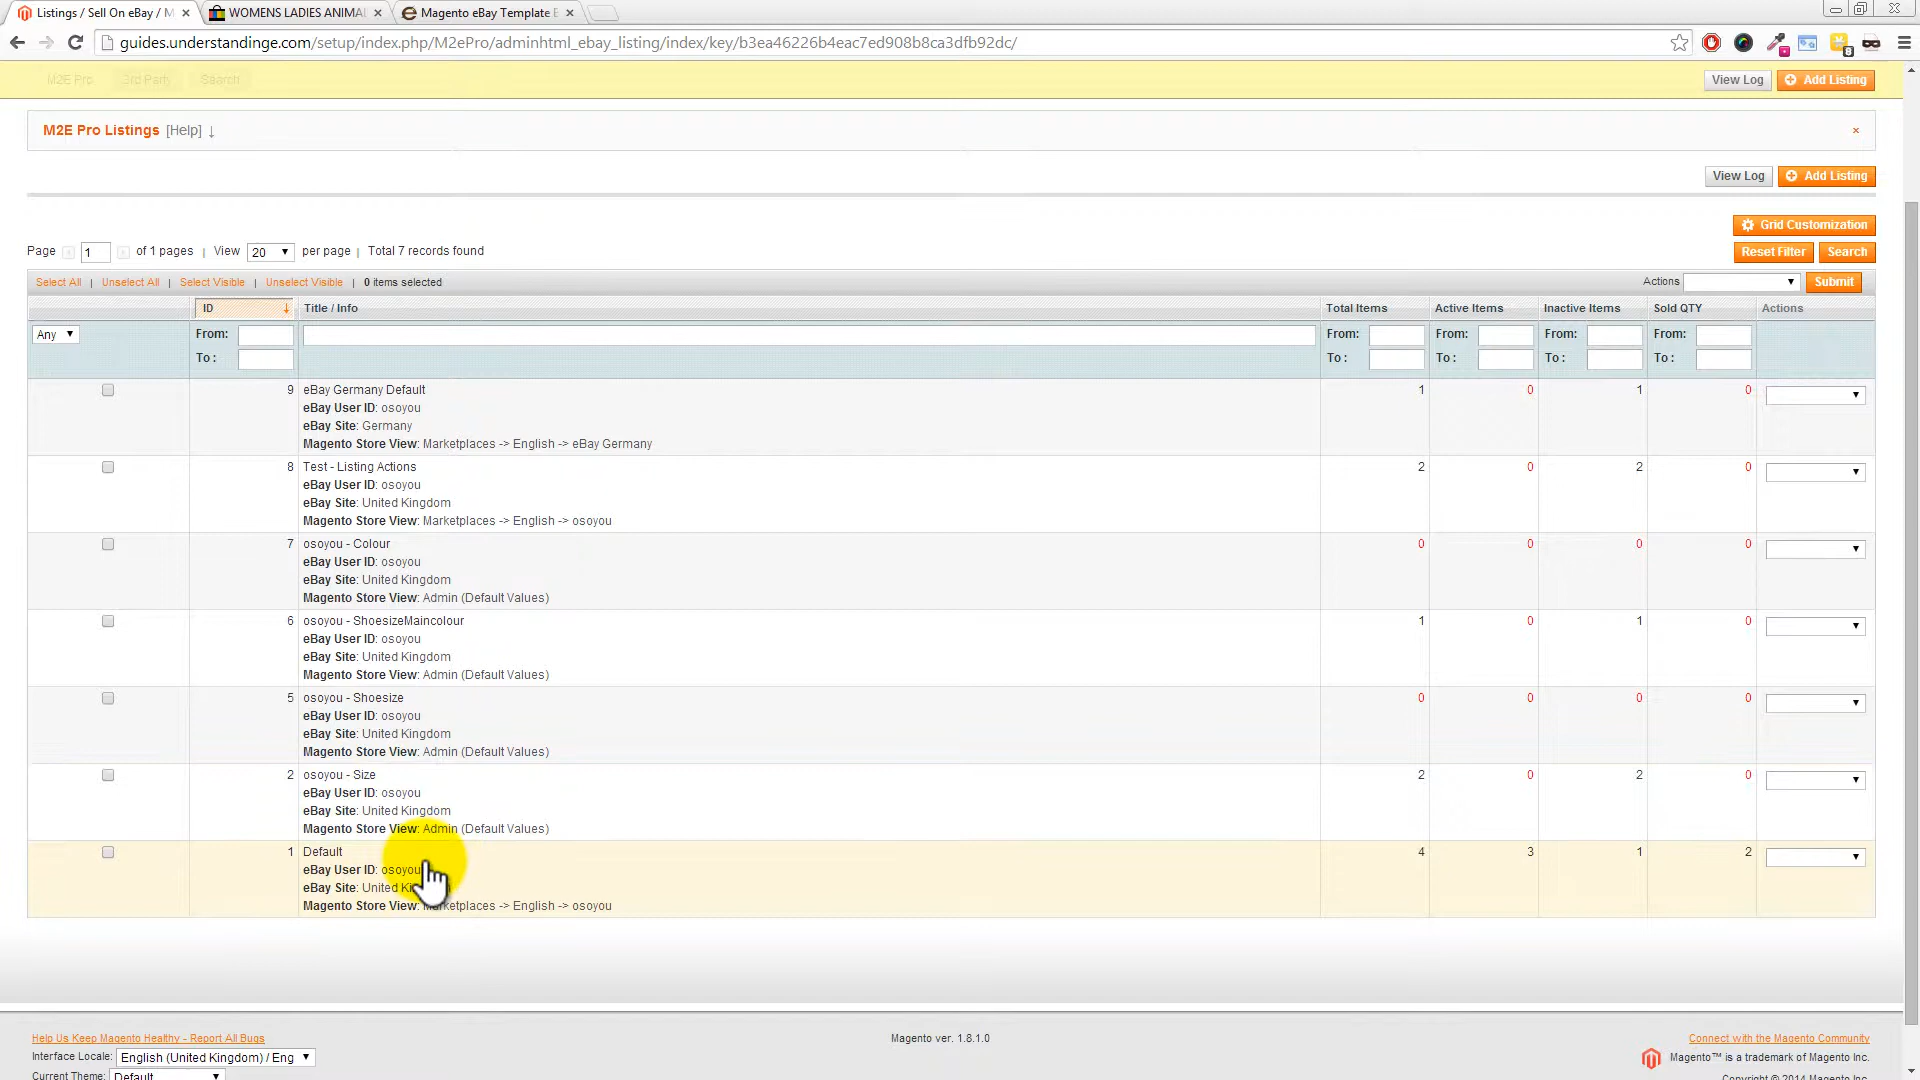 Listings / Sell On eBay / M
WOMENS LADIES ANIMAL
Magento eBay Template E
guides.understandinge.com/setup/index.php/M2ePro/adminhtml_ebay_listing/index/key/b3ea46226b4eac7ed908b8ca3dfb92dc/
8
M2E Pro 3rd Party Search View Log Add Listing
M2E Pro Listings [Help] ↓ ×
View Log Add Listing
Grid Customization
Page 1 of 1 pages | View 20 per page | Total 7 records found Reset Filter Search
Select All | Unselect All | Select Visible | Unselect Visible | 0 items selected Actions Submit
ID Title / Info Total Items Active Items Inactive Items Sold QTY Actions
Any From: From: From: From: From:
To : To : To : To : To :
9 eBay Germany Default 1 0 1 0
eBay User ID: osoyou
eBay Site: Germany
Magento Store View: Marketplaces -> English -> eBay Germany
8 Test - Listing Actions 2 0 2 0
eBay User ID: osoyou
eBay Site: United Kingdom
Magento Store View: Marketplaces -> English -> osoyou
7 osoyou - Colour 0 0 0 0
eBay User ID: osoyou
eBay Site: United Kingdom
Magento Store View: Admin (Default Values)
6 osoyou - ShoesizeMaincolour 1 0 1 0
eBay User ID: osoyou
eBay Site: United Kingdom
Magento Store View: Admin (Default Values)
5 osoyou - Shoesize 0 0 0 0
eBay User ID: osoyou
eBay Site: United Kingdom
Magento Store View: Admin (Default Values)
2 osoyou - Size 2 0 2 0
eBay User ID: osoyou
eBay Site: United Kingdom
Magento Store View: Admin (Default Values)
1 Default 4 3 1 2
eBay User ID: osoyou
eBay Site: United
Magento Store View: Marketplaces -> English -> osoyou
Help Us Keep Magento Healthy - Report All Bugs Magento ver. 1.8.1.0 Connect with the Magento Community
Interface Locale: English (United Kingdom) / Eng Magento™ is a trademark of Magento Inc.
Current Theme: Default Copyright © 2014 Magento Inc.